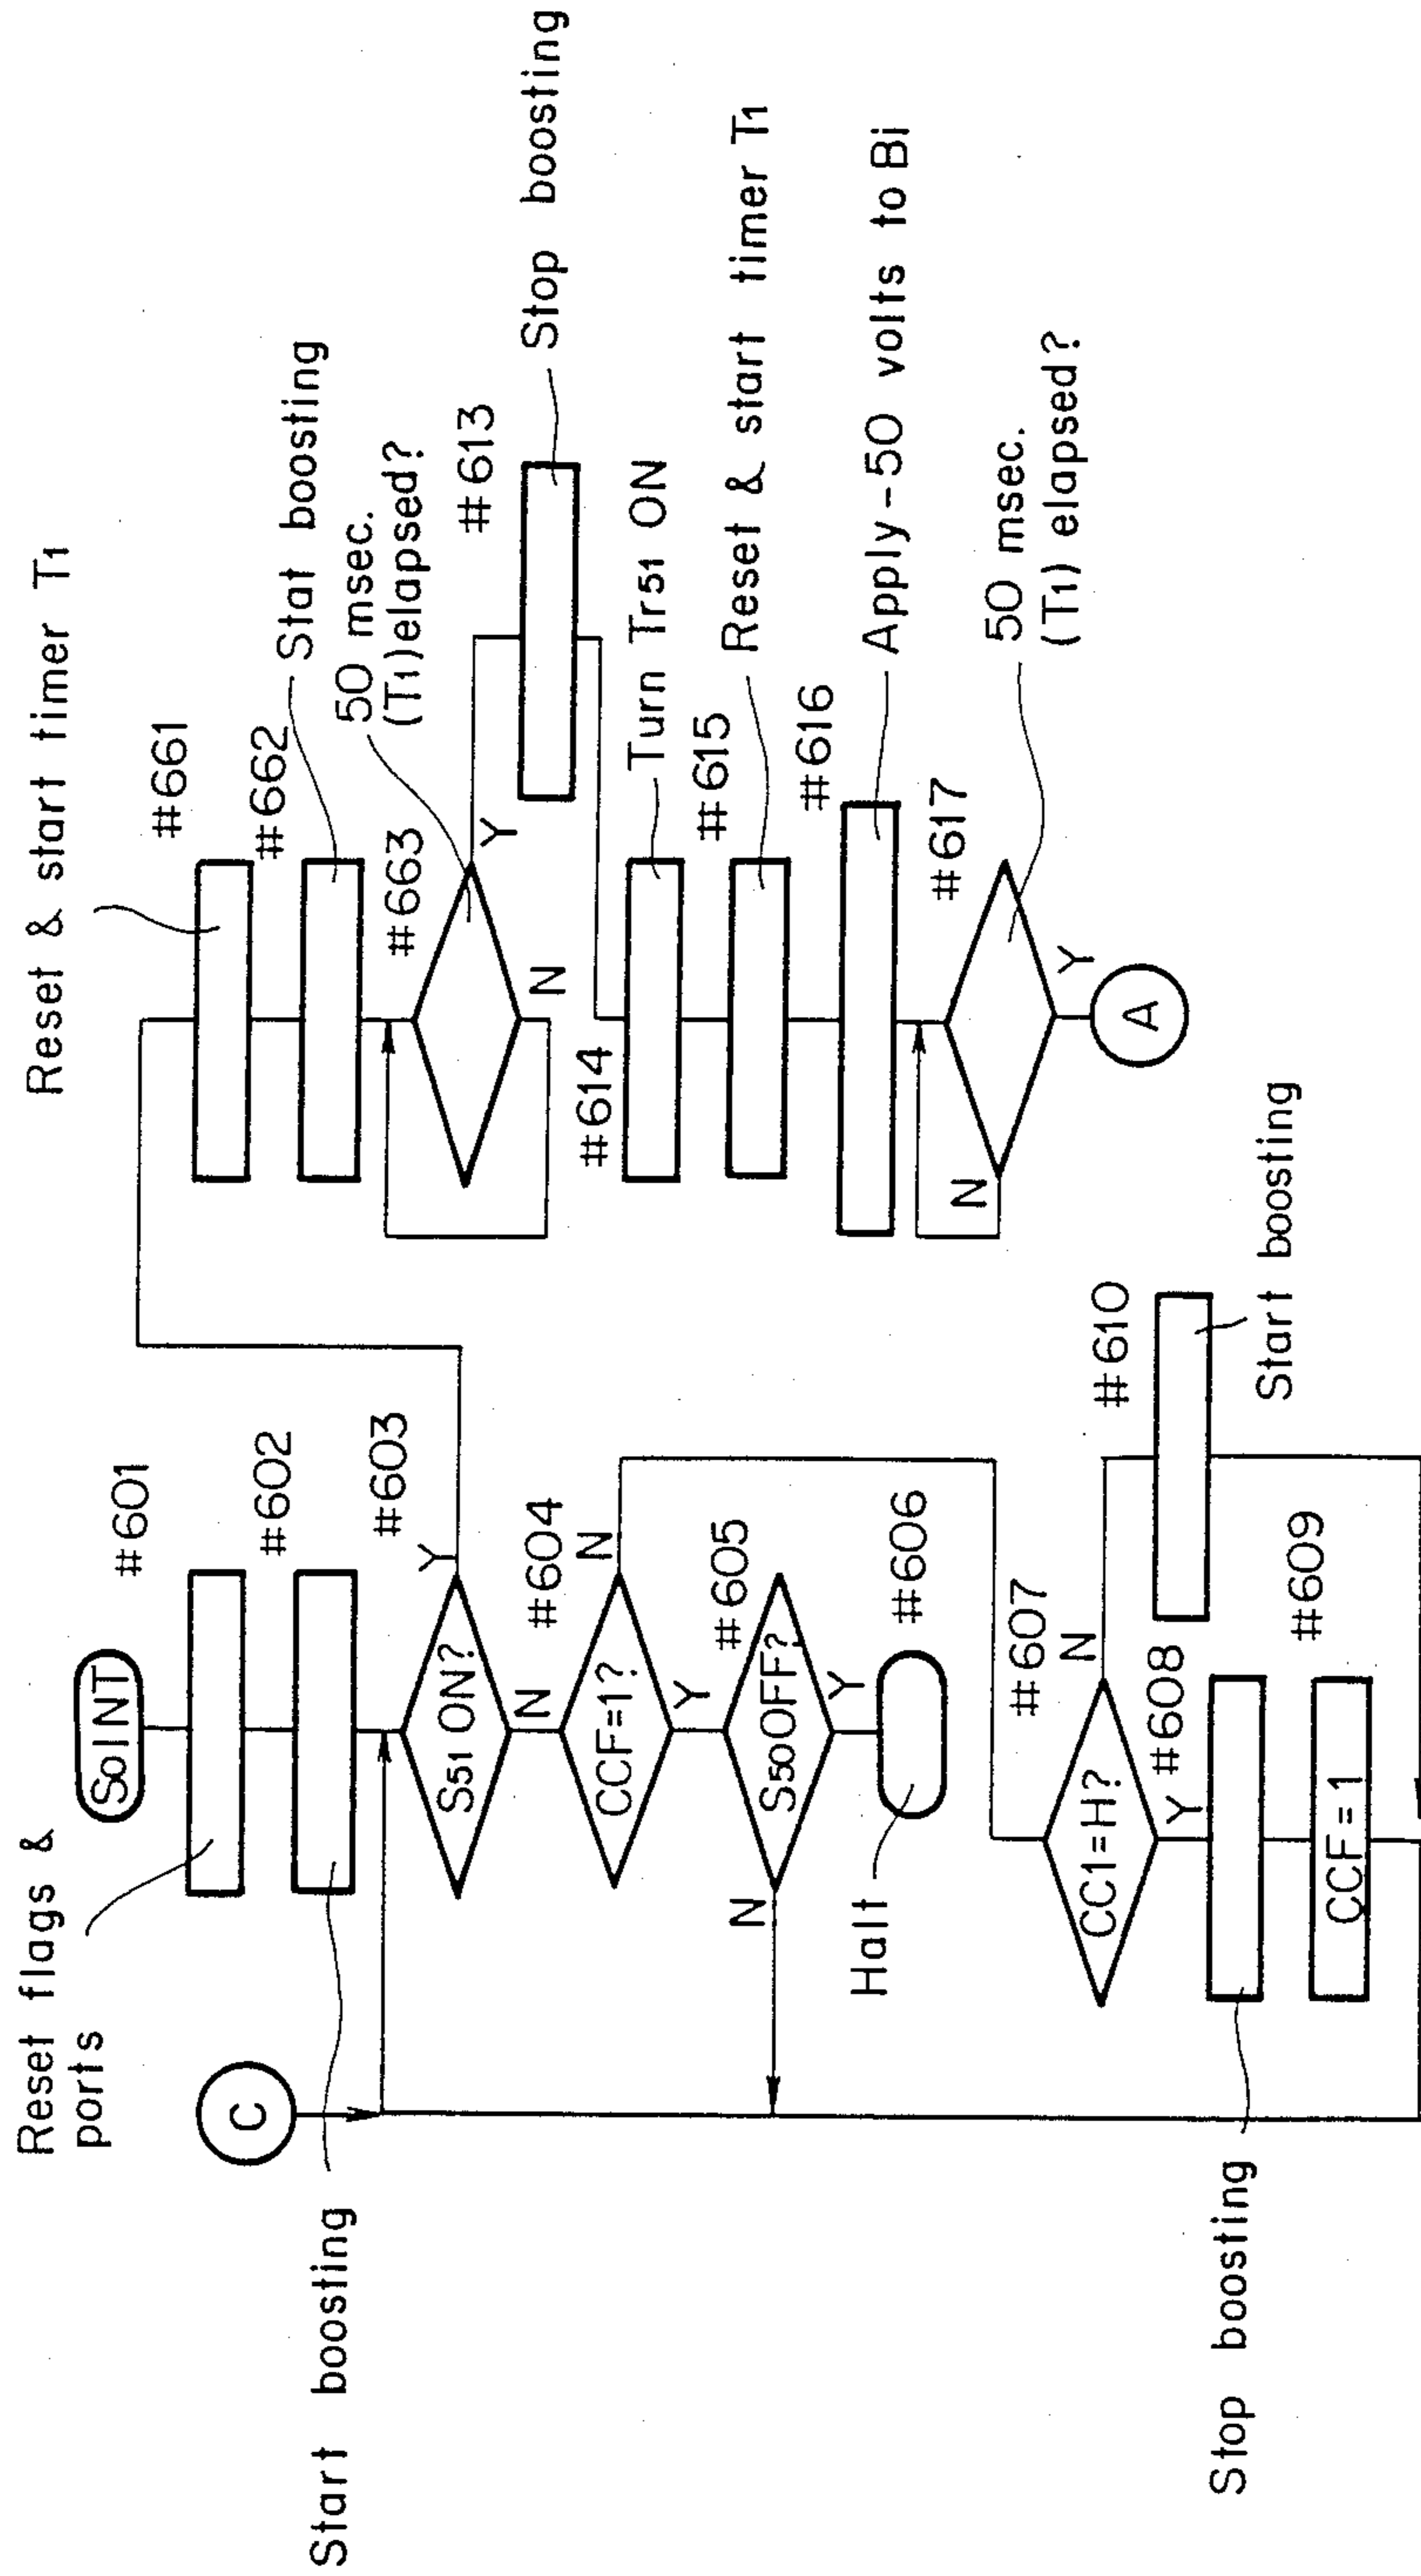 SoINT
#601
Reset flags &
ports
C
#602
Start boosting
#603
S51 ON?
Y
N
#604
CCF=1?
N
Y
#605
S50OFF?
N
Y
#606
Halt
#607
CC1=H?
N
Y
#608
Stop boosting
#609
CCF=1
#610
Start boosting
Reset & start timer T1
#661
#662
Stat boosting
#663
50 msec.
(T1)elapsed?
Y
N
#613
Stop boosting
#614
Turn Tr51 ON
#615
Reset & start timer T1
#616
Apply-50 volts to Bi
#617
50 msec.
(T1) elapsed?
N
Y
A